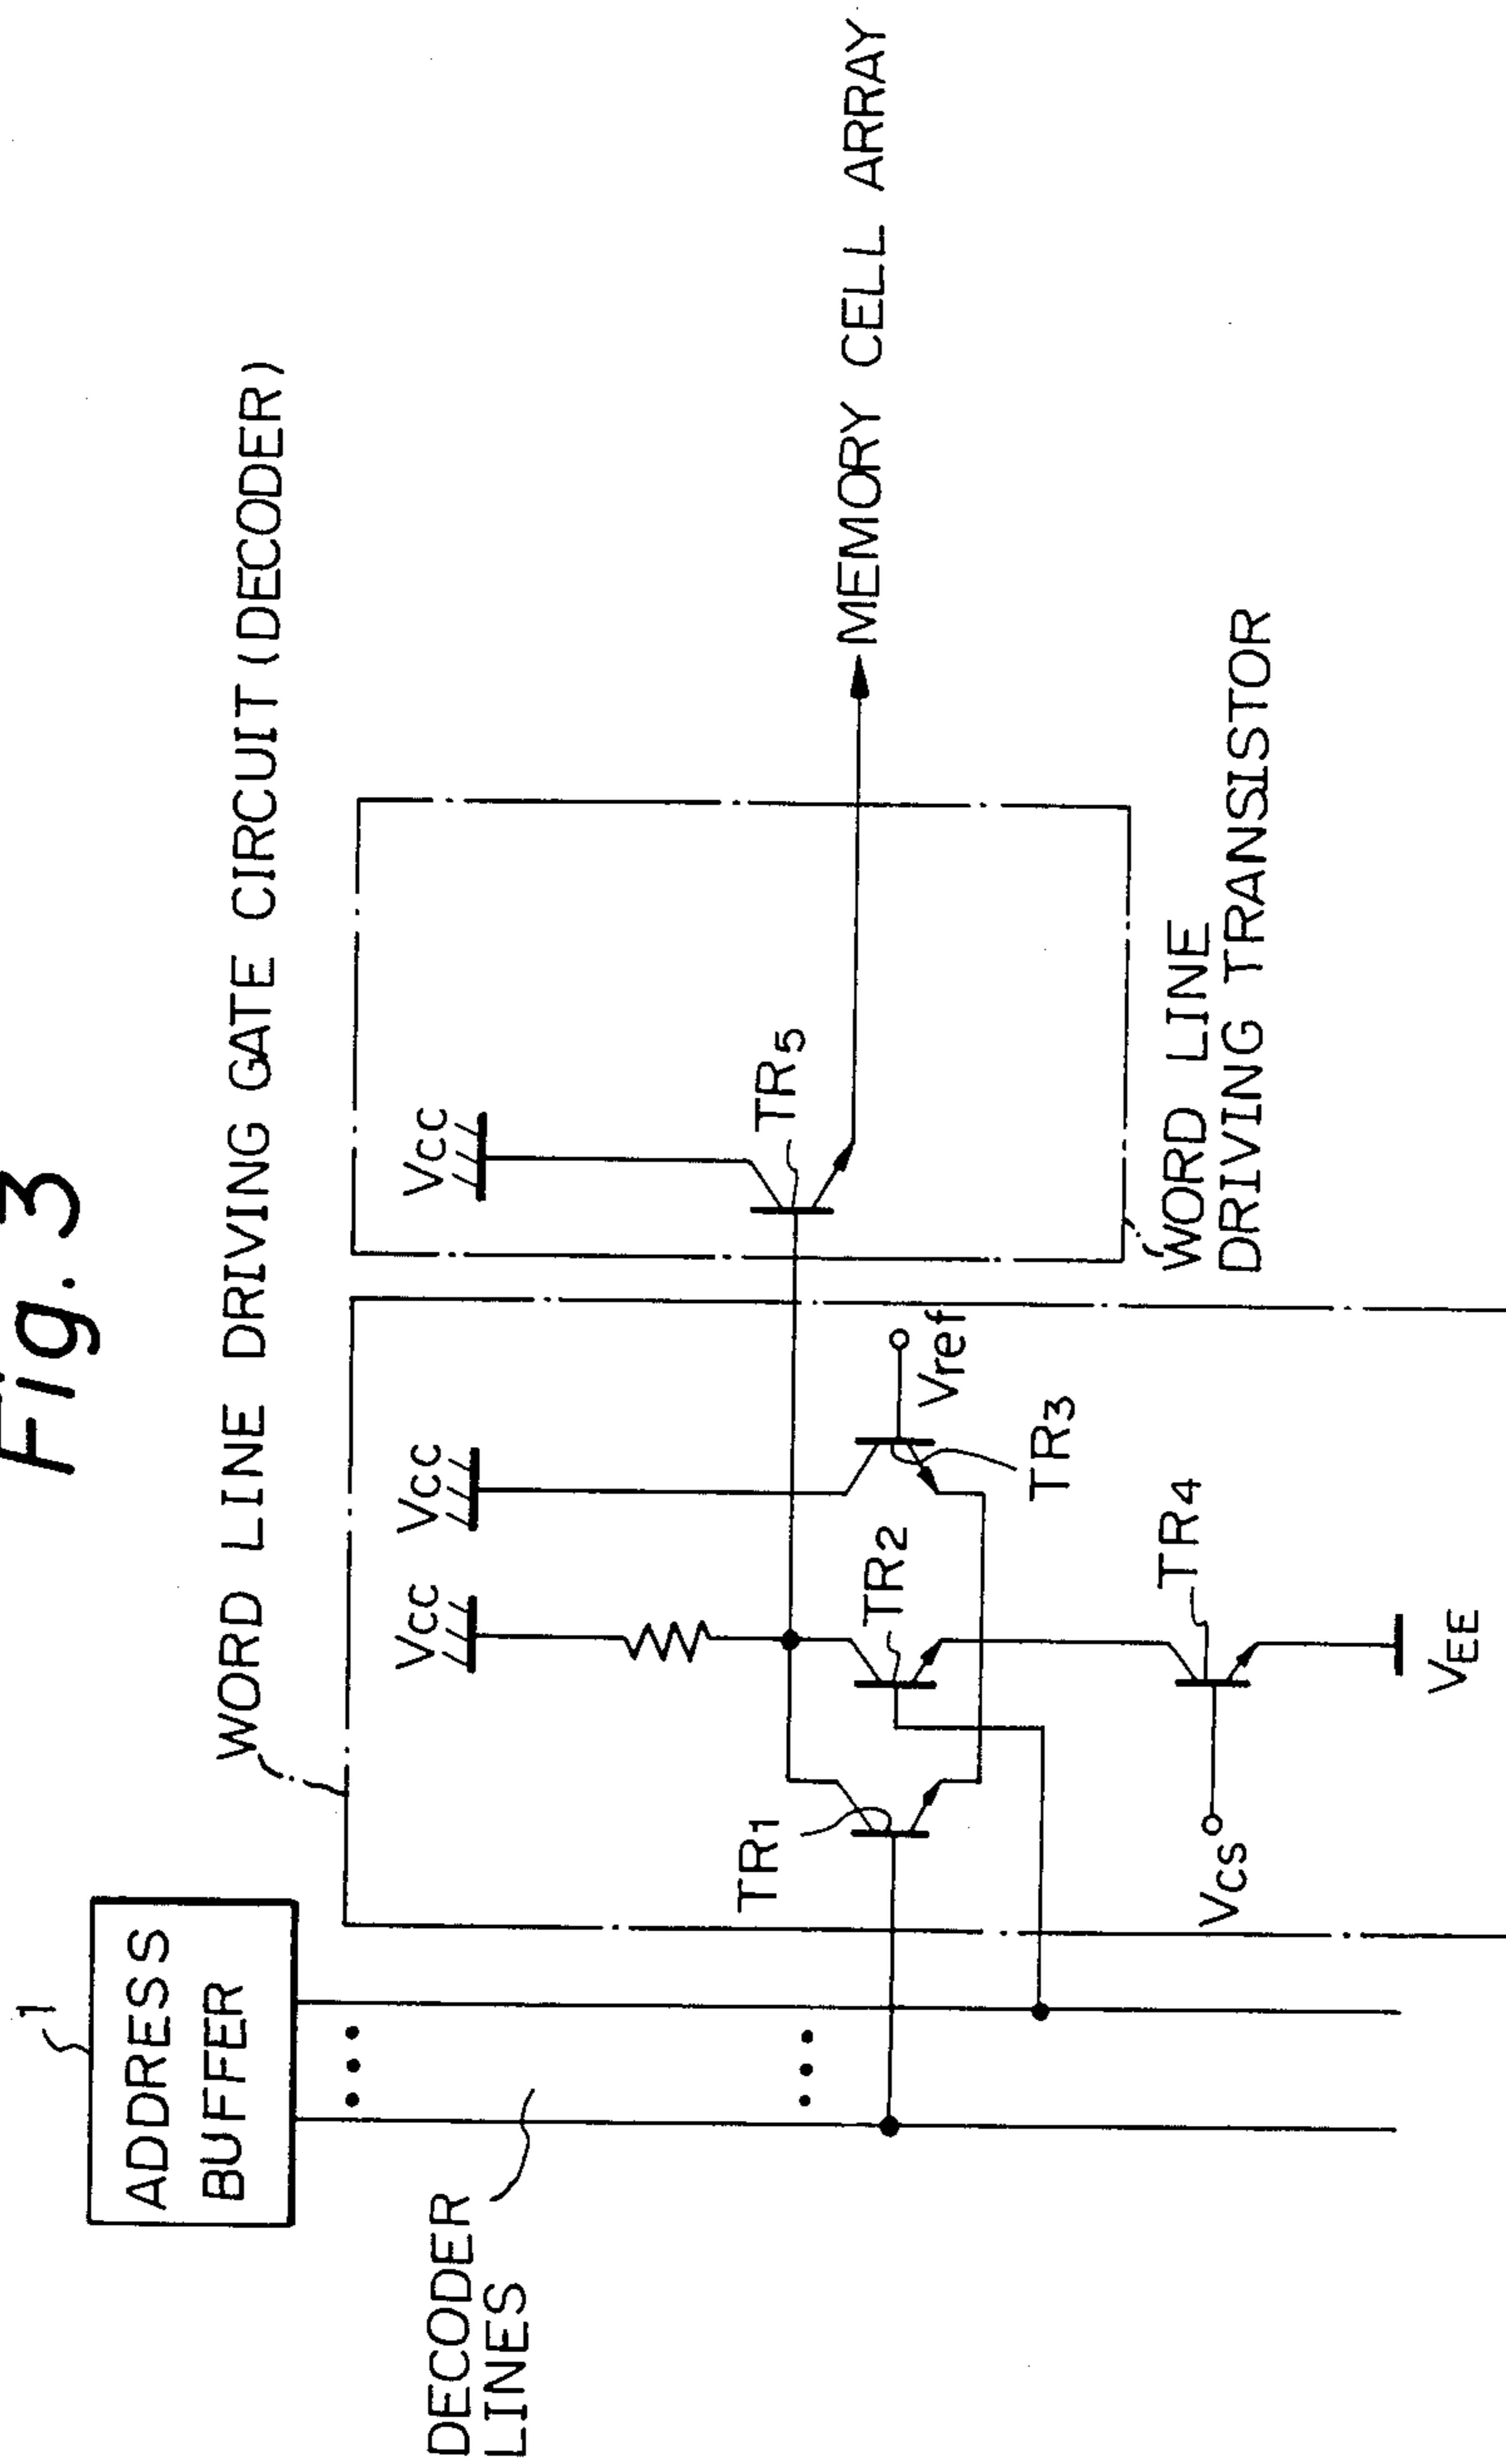 Fig. 3
1
ADDRESS
BUFFER
WORD LINE DRIVING GATE CIRCUIT (DECODER)
DECODER
LINES
Vcc
Vcc
Vcc
TR1
TR2
TR3
Vref
TR4
Vcs
VEE
TR5
MEMORY CELL ARRAY
WORD LINE
DRIVING TRANSISTOR